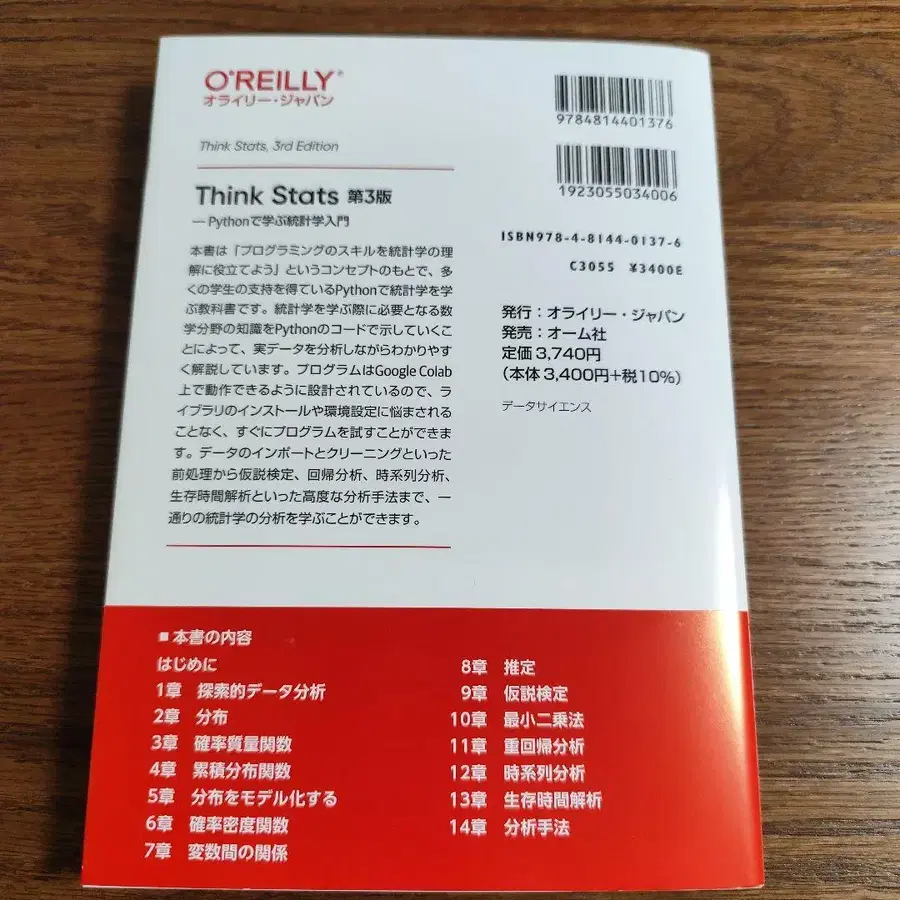 O'REILLY®
オライリー・ジャパン
Think Stats, 3rd Edition
Think Stats 第3版
― Pythonで学ぶ統計学入門
本書は「プログラミングのスキルを統計学の理
解に役立てよう」というコンセプトのもとで、多
くの学生の支持を得ているPythonで統計学を学
ぶ教科書です。統計学を学ぶ際に必要となる数
学分野の知識をPythonのコードで示していくこ
とによって、実データを分析しながらわかりやす
く解説しています。プログラムはGoogle Colab
上で動作できるように設計されているので、ラ
イブラリのインストールや環境設定に悩まされる
ことなく、すぐにプログラムを試すことができま
す。データのインポートとクリーニングといった
前処理から仮説検定、回帰分析、時系列分析、
生存時間解析といった高度な分析手法まで、一
通りの統計学の分析を学ぶことができます。
9784814401376
1923055034006
ISBN978-4-8144-0137-6
C3055 ¥3400E
発行：オライリー・ジャパン
発売：オーム社
定価3,740円
（本体3,400円+税10%）
データサイエンス
■ 本書の内容
はじめに
1章 探索的データ分析
2章 分布
3章 確率質量関数
4章 累積分布関数
5章 分布をモデル化する
6章 確率密度関数
7章 変数間の関係
8章 推定
9章 仮説検定
10章 最小二乗法
11章 重回帰分析
12章 時系列分析
13章 生存時間解析
14章 分析手法